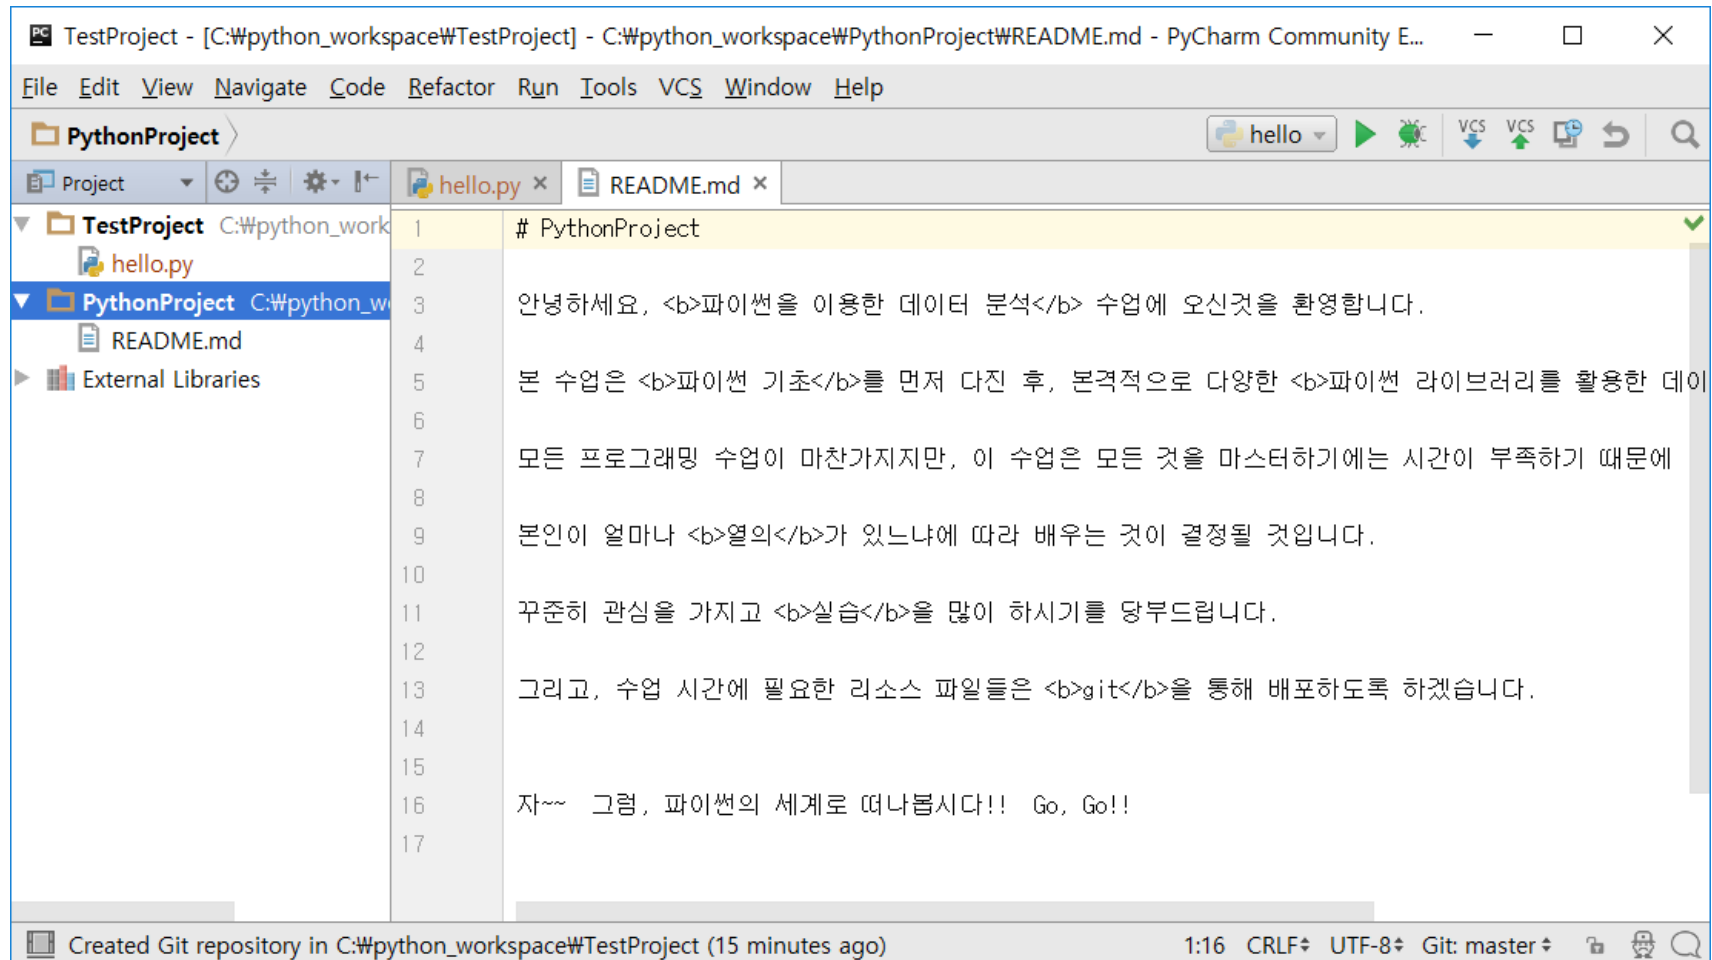 TestProject - [C:₩python_workspace₩TestProject] - C:₩python_workspace₩PythonProject₩README.md - PyCharm Community E...
File Edit View Navigate Code Refactor Run Tools VCS Window Help
PythonProject hello VCS VCS
Project hello.py README.md
TestProject C:₩python_work
hello.py
PythonProject C:₩python_w
README.md
External Libraries
1 # PythonProject
2
3 안녕하세요, <b>파이썬을 이용한 데이터 분석</b> 수업에 오신것을 환영합니다.
4
5 본 수업은 <b>파이썬 기초</b>를 먼저 다진 후, 본격적으로 다양한 <b>파이썬 라이브러리를 활용한 데이
6
7 모든 프로그래밍 수업이 마찬가지지만, 이 수업은 모든 것을 마스터하기에는 시간이 부족하기 때문에
8
9 본인이 얼마나 <b>열의</b>가 있느냐에 따라 배우는 것이 결정될 것입니다.
10
11 꾸준히 관심을 가지고 <b>실습</b>을 많이 하시기를 당부드립니다.
12
13 그리고, 수업 시간에 필요한 리소스 파일들은 <b>git</b>을 통해 배포하도록 하겠습니다.
14
15
16 자~~ 그럼, 파이썬의 세계로 떠나봅시다!! Go, Go!!
17
Created Git repository in C:₩python_workspace₩TestProject (15 minutes ago) 1:16 CRLF UTF-8 Git: master